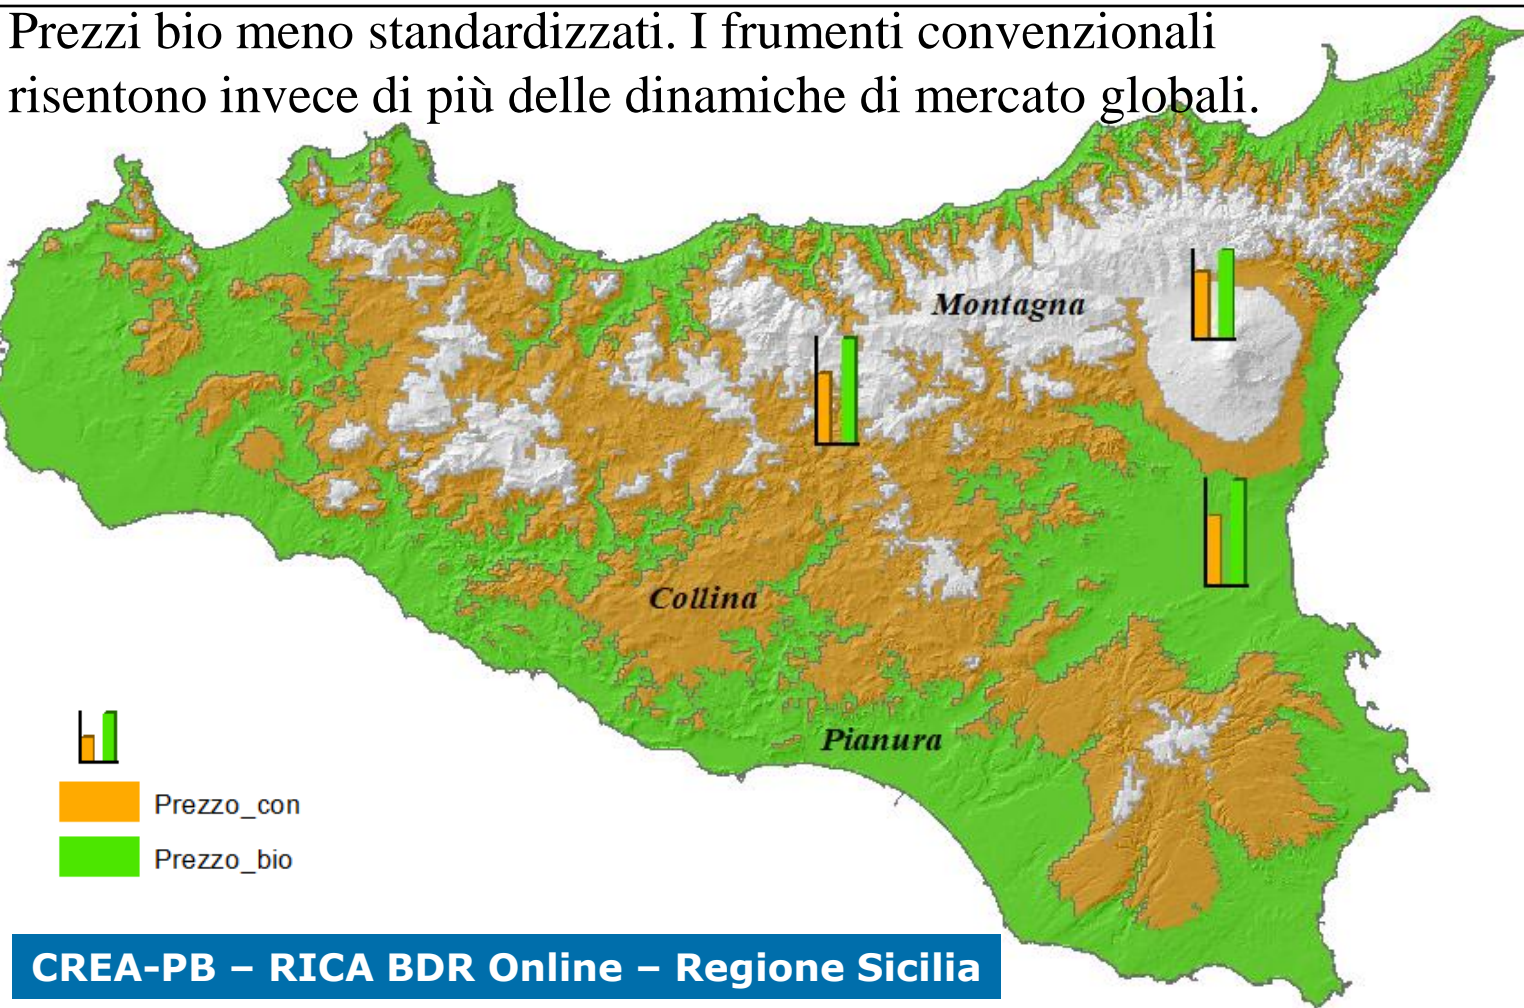 Prezzi bio meno standardizzati. I frumenti convenzionali
risentono invece di più delle dinamiche di mercato globali.
Montagna
Collina
Pianura
Prezzo_con
Prezzo_bio
CREA-PB – RICA BDR Online – Regione Sicilia